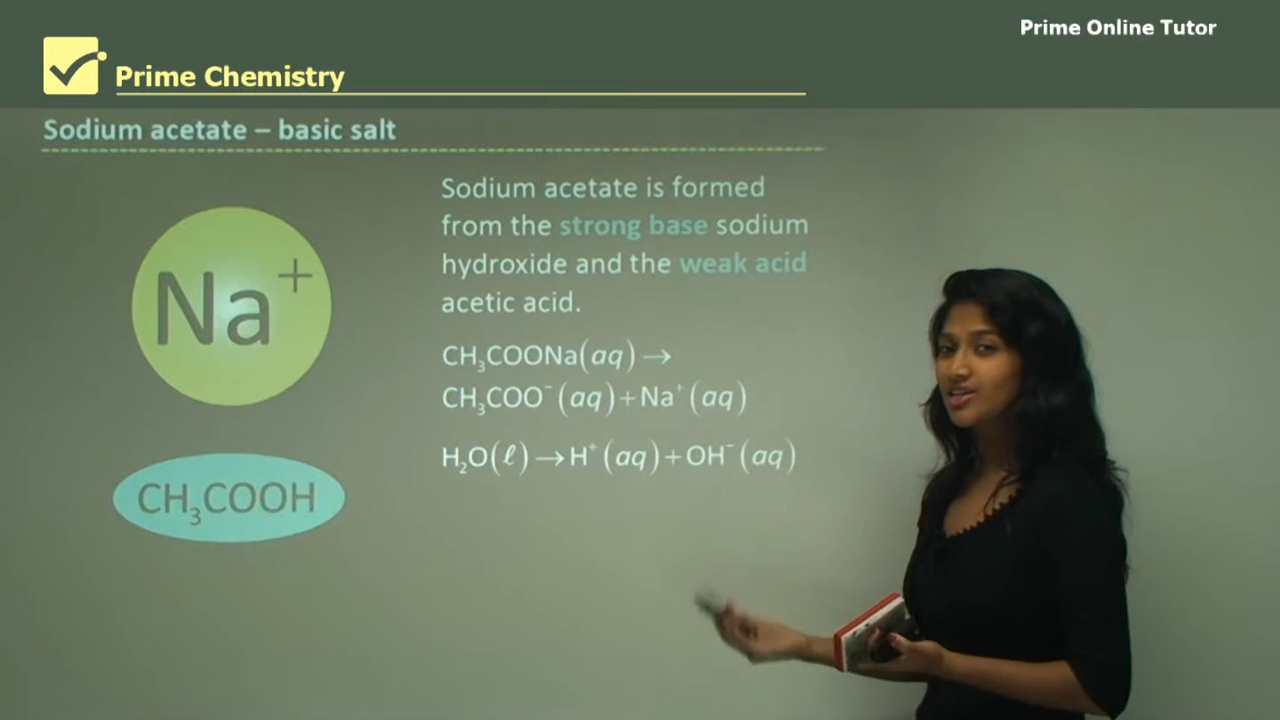 Prime Online Tutor
Prime Chemistry
Sodium acetate – basic salt
Sodium acetate is formed
from the strong base sodium
hydroxide and the weak acid
acetic acid.
Na⁺
CH₃COONa(aq) →
CH₃COO⁻(aq)+Na⁺(aq)
H₂O(ℓ)→H⁺(aq)+OH⁻(aq)
CH₃COOH